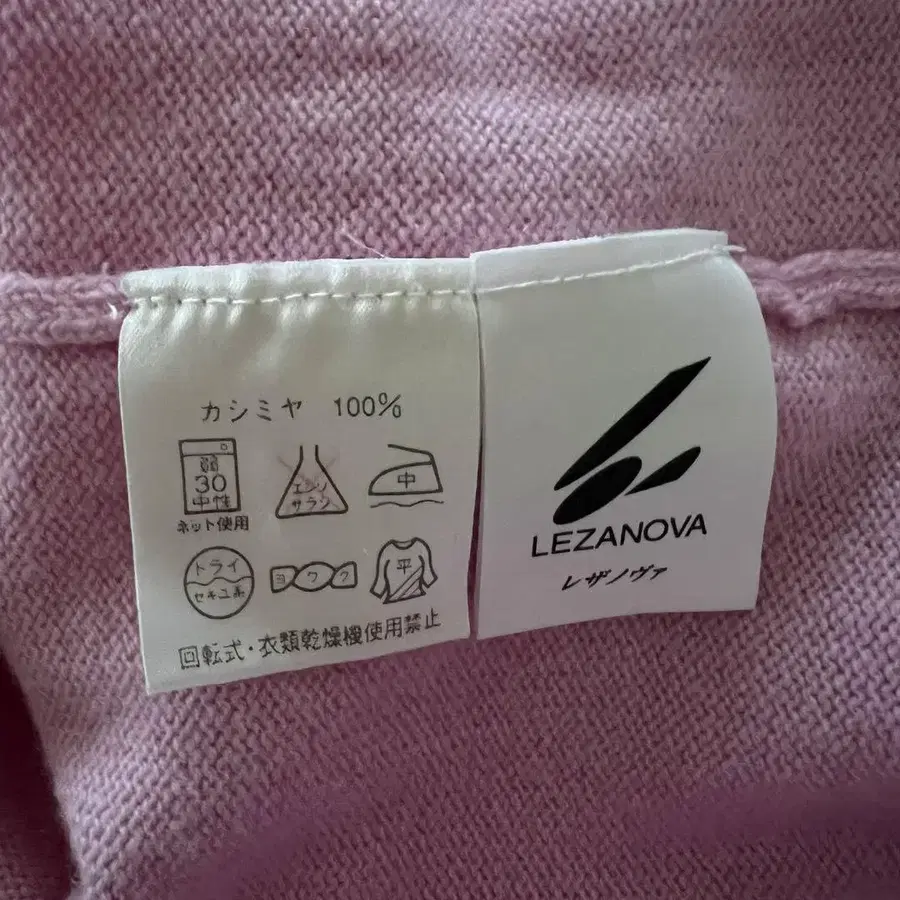 カシミヤ 100%
弱
30
中性
ネット使用
エンソ
サラシ
中
ドライ
セキユ系
ヨワク
平
回転式・衣類乾燥機使用禁止
LEZANOVA
レザノヴァ